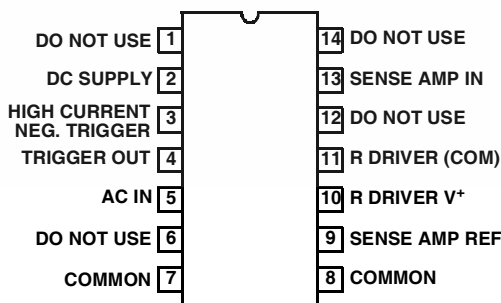 DO NOT USE 1
14 DO NOT USE
DC SUPPLY 2
13 SENSE AMP IN
HIGH CURRENT
NEG. TRIGGER 3
12 DO NOT USE
TRIGGER OUT 4
11 R DRIVER (COM)
AC IN 5
10 R DRIVER V+
DO NOT USE 6
9 SENSE AMP REF
COMMON 7
8 COMMON